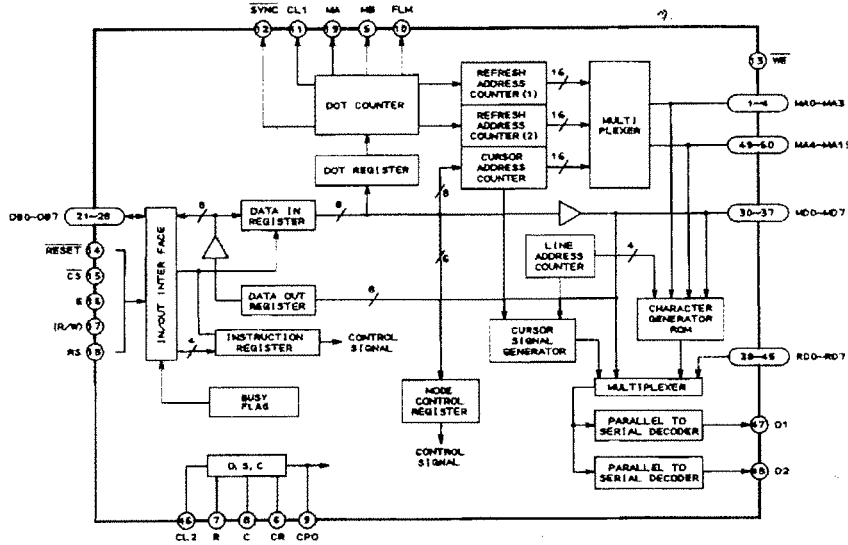 SYNC CL1 MA MB FLM
12 11 19 5 10
13 WE
DOT COUNTER
REFRESH ADDRESS COUNTER(1)
16
REFRESH ADDRESS COUNTER(2)
16
CURSOR ADDRESS COUNTER
16
MULTI PLEXER
1~4 MA0~MA3
49~60 MA4~MA15
DOT REGISTER
8
DB0~DB7 21~28
8
DATA IN REGISTER
8
30~37 MD0~MD7
RESET 14
CS 15
E 16
(R/W) 17
RS 18
IN/OUT INTER FACE
LINE ADDRESS COUNTER
4
6
DATA OUT REGISTER
8
CHARACTER GENERATOR ROM
4
INSTRUCTION REGISTER
CONTROL SIGNAL
CURSOR SIGNAL GENERATOR
38~45 RD0~RD7
BUSY FLAG
MODE CONTROL REGISTER
MULTIPLEXER
PARALLEL TO SERIAL DECODER
47 D1
CONTROL SIGNAL
PARALLEL TO SERIAL DECODER
48 D2
O, S, C
46 7 8 6 9
CL2 R C CR CPO